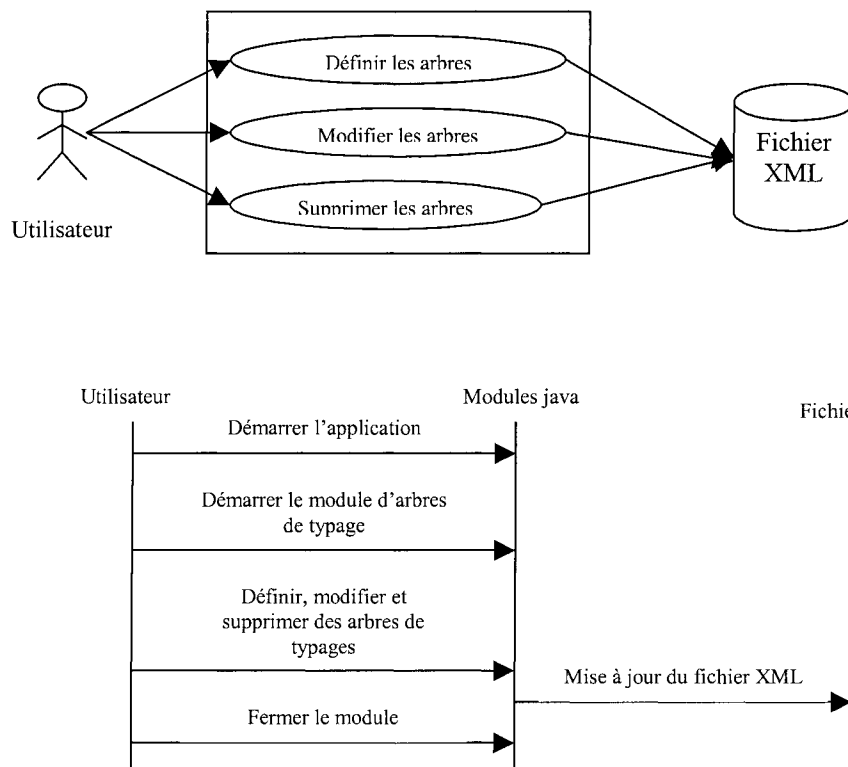 Définir les arbres
Modifier les arbres
Supprimer les arbres
Fichier
XML
Utilisateur
Utilisateur
Modules java
Démarrer l'application
Démarrer le module d'arbres
de typage
Définir, modifier et
supprimer des arbres de
typages
Mise à jour du fichier XML
Fermer le module